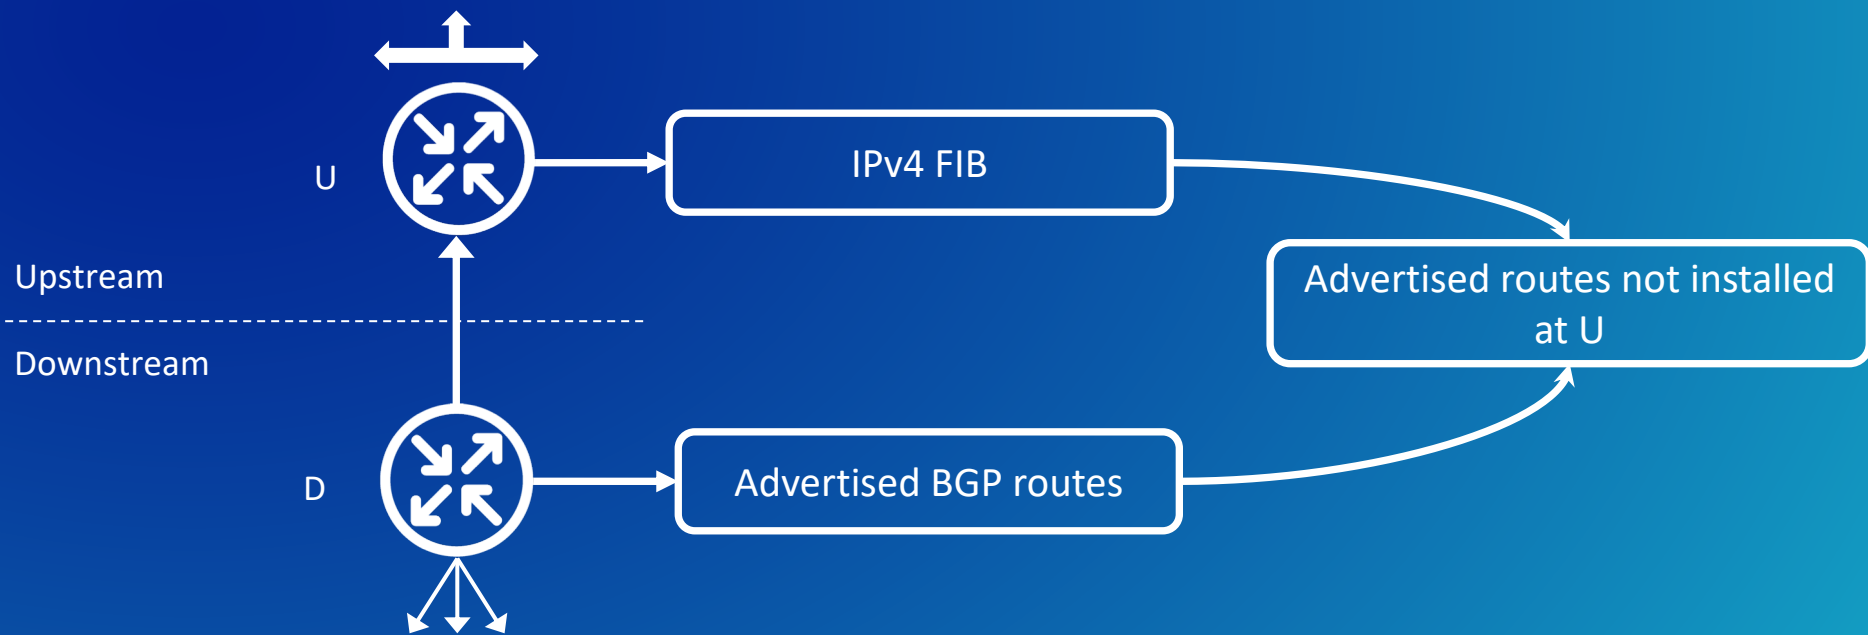 U
IPv4 FIB
Upstream
Advertised routes not installed
at U
Downstream
D
Advertised BGP routes